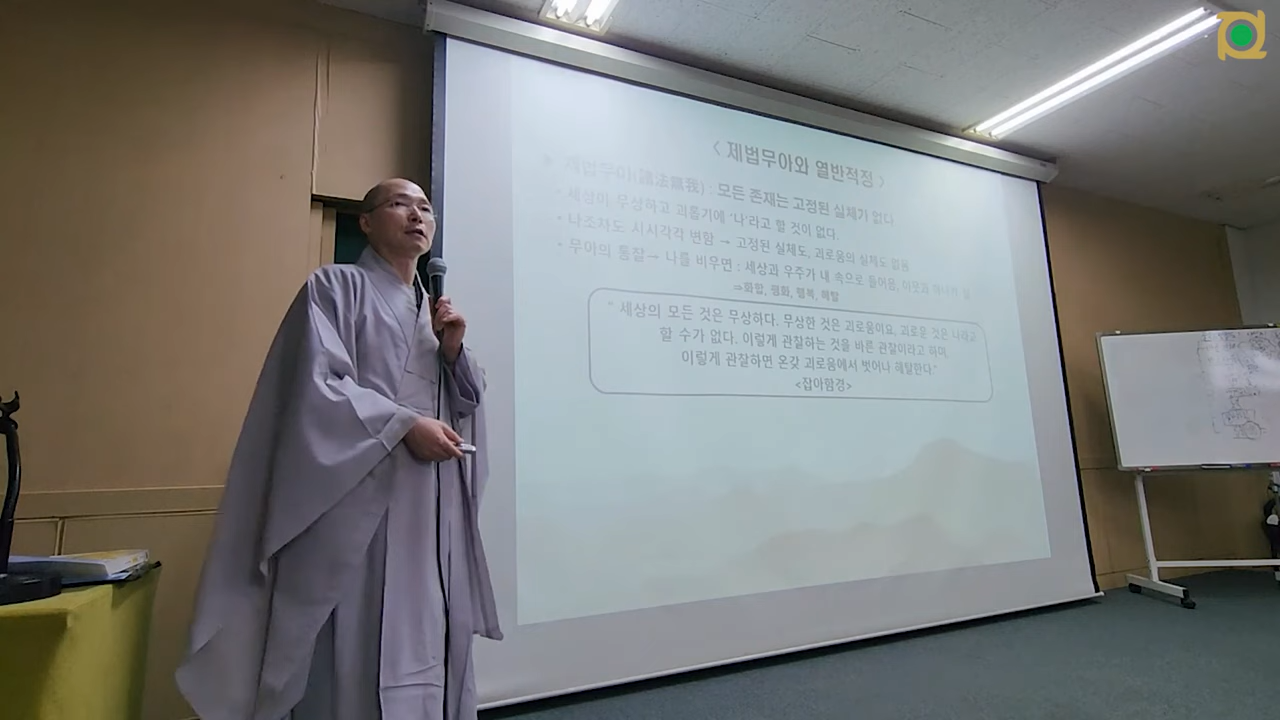 < 제법무아와 열반적정 >
제법무아(諸法無我) : 모든 존재는 고정된 실체가 없다
* 세상이 무상하고 괴롭기에 '나'라고 할 것이 없다.
* 나조차도 시시각각 변함 → 고정된 실체도, 괴로움의 실체도 없음
* 무아의 통찰→ 나를 비우면 : 세상과 우주가 내 속으로 들어옴, 이웃과 하나가 됨
⇒화합, 평화, 행복, 해탈
" 세상의 모든 것은 무상하다. 무상한 것은 괴로움이요, 괴로운 것은 나라고
할 수가 없다. 이렇게 관찰하는 것을 바른 관찰이라고 하며,
이렇게 관찰하면 온갖 괴로움에서 벗어나 해탈한다."
<잡아함경>